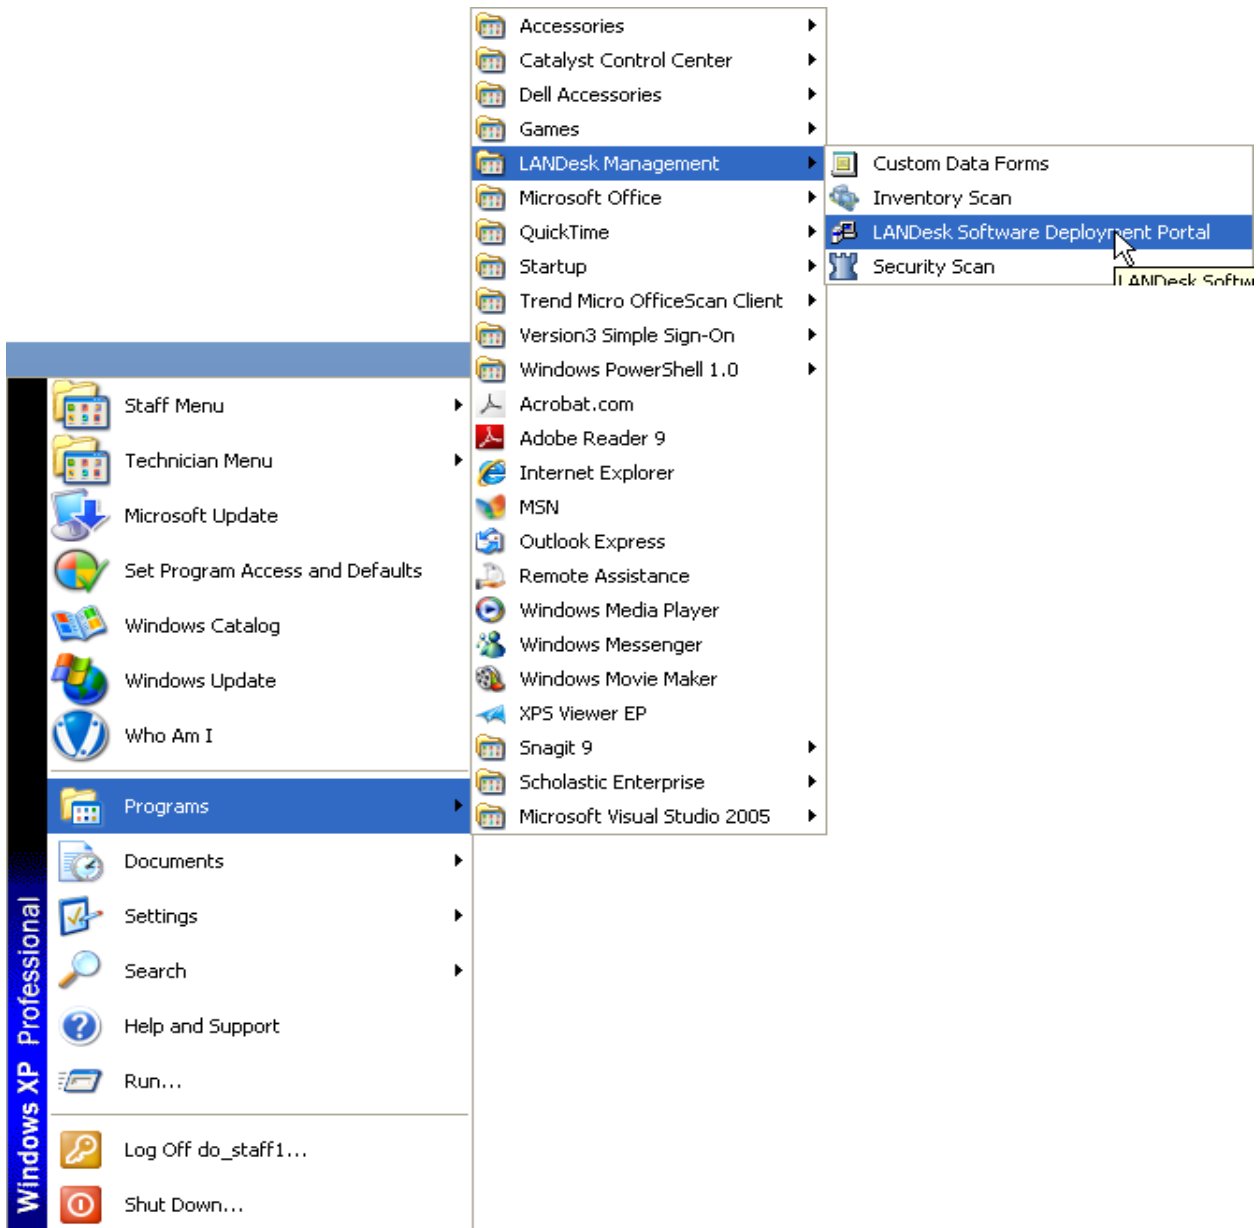 Accessories
Catalyst Control Center
Dell Accessories
Games
LANDesk Management
Microsoft Office
QuickTime
Startup
Trend Micro OfficeScan Client
Version3 Simple Sign-On
Windows PowerShell 1.0
Acrobat.com
Adobe Reader 9
Internet Explorer
MSN
Outlook Express
Remote Assistance
Windows Media Player
Windows Messenger
Windows Movie Maker
XPS Viewer EP
Snagit 9
Scholastic Enterprise
Microsoft Visual Studio 2005
Custom Data Forms
Inventory Scan
LANDesk Software Deployment Portal
Security Scan
LANDesk Softw
Staff Menu
Technician Menu
Microsoft Update
Set Program Access and Defaults
Windows Catalog
Windows Update
Who Am I
Programs
Documents
Settings
Search
Help and Support
Run...
Log Off do_staff1...
Shut Down...
Windows XP Professional